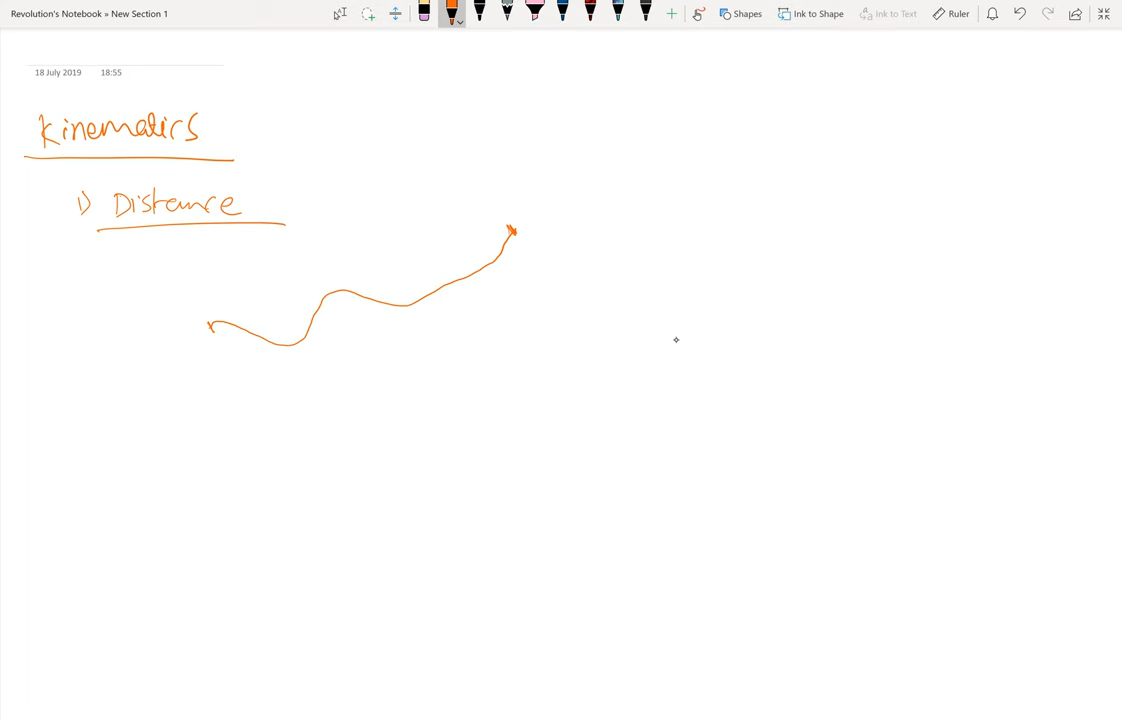 Revolution's Notebook » New Section 1
Shapes
Ink to Shape
Ink to Text
Ruler
18 July 2019 18:55
Kinematics
1) Distance